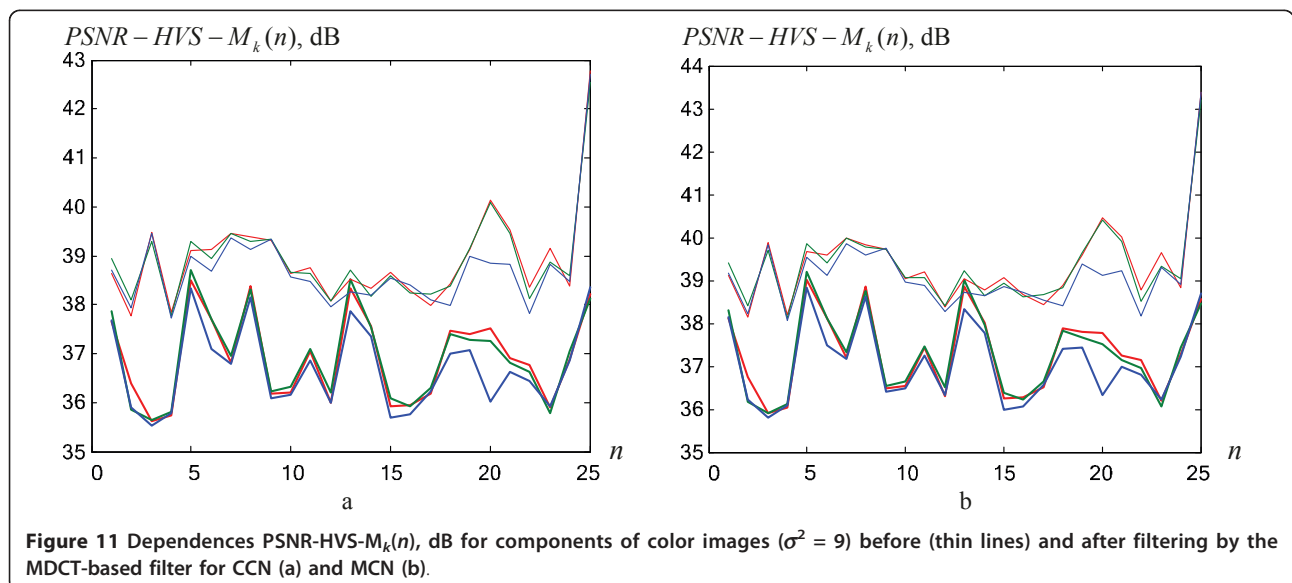 PSNR – HVS – M_k(n), dB
43
42
41
40
39
38
37
36
35
0 5 10 15 20 25 n
a
PSNR – HVS – M_k(n), dB
44
43
42
41
40
39
38
37
36
35
0 5 10 15 20 25 n
b
Figure 11 Dependences PSNR-HVS-M_k(n), dB for components of color images (σ² = 9) before (thin lines) and after filtering by the
MDCT-based filter for CCN (a) and MCN (b).